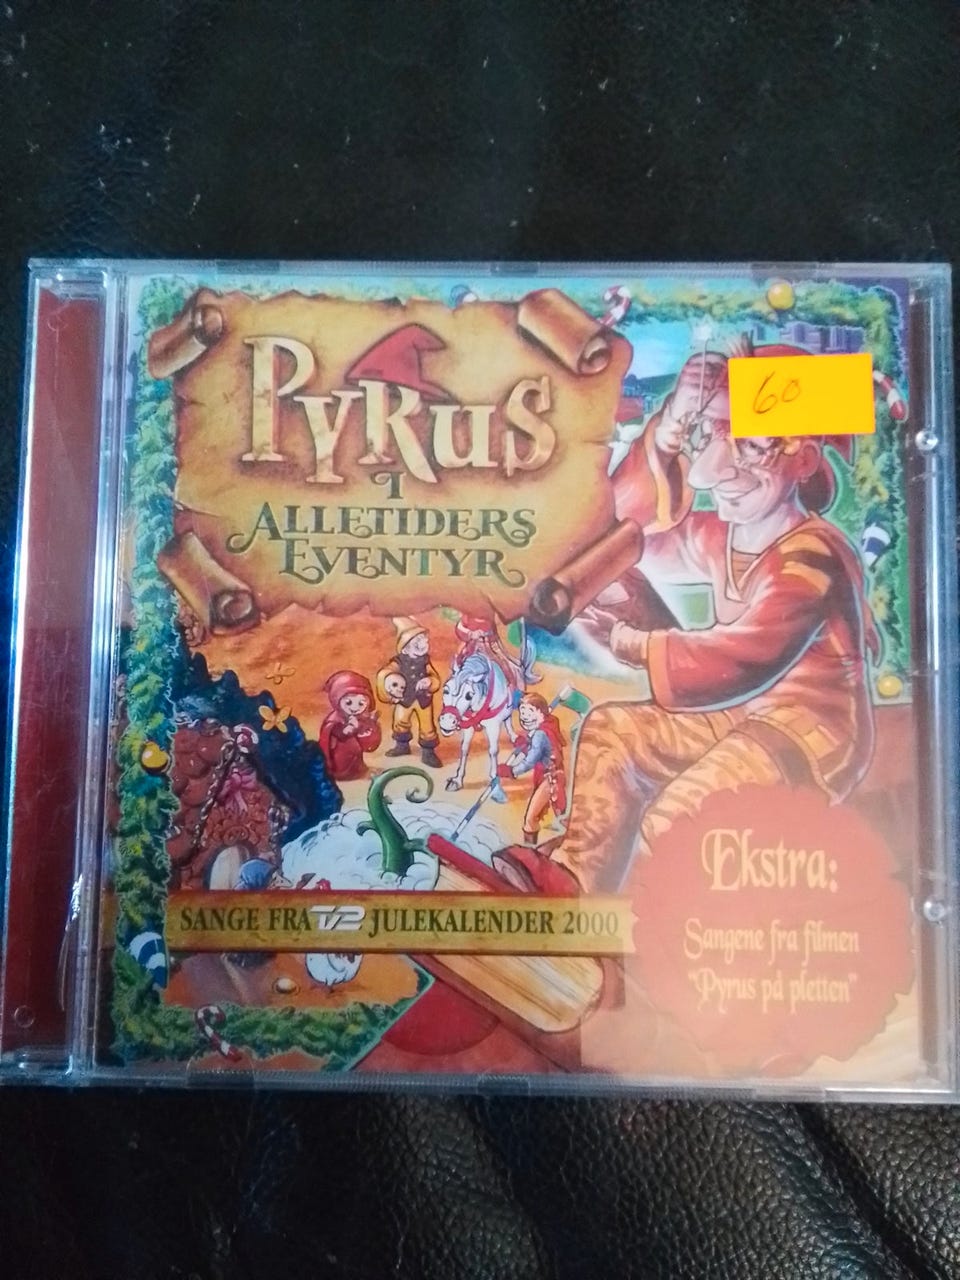 PYRUS
I
ALLETIDERS
EVENTYR
60
SANGE FRA TV2 JULEKALENDER 2000
Ekstra:
Sangene fra filmen
"Pyrus på pletten"